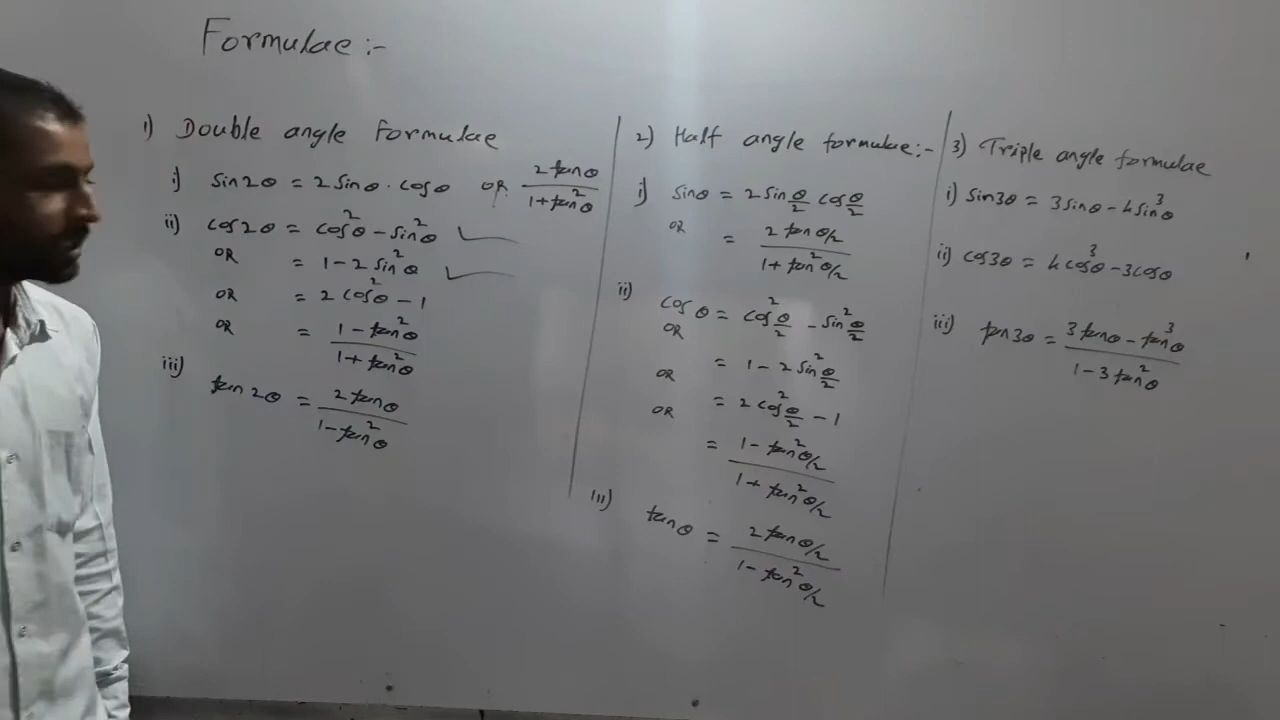 Formulae :-
1) Double angle Formulae
i) sin2θ = 2 sinθ · cosθ OR 2tanθ / 1+tan²θ
ii) cos2θ = cos²θ - sin²θ
OR = 1 - 2 sin²θ
OR = 2 cos²θ - 1
OR = 1 - tan²θ / 1 + tan²θ
iii) tan 2θ = 2 tanθ / 1 - tan²θ
2) Half angle formulae :-
i) sinθ = 2 sin θ/2 cos θ/2
OR = 2 tan θ/2 / 1 + tan² θ/2
ii) cos θ = cos² θ/2 - sin² θ/2
OR
= 1 - 2 sin² θ/2
OR
= 2 cos² θ/2 - 1
OR
= 1 - tan² θ/2 / 1 + tan² θ/2
iii) tanθ = 2 tan θ/2 / 1 - tan² θ/2
3) Triple angle formulae
i) sin3θ = 3sinθ - 4sin³θ
ii) cos3θ = 4cos³θ - 3cosθ
iii) tan3θ = 3tanθ - tan³θ / 1 - 3 tan²θ